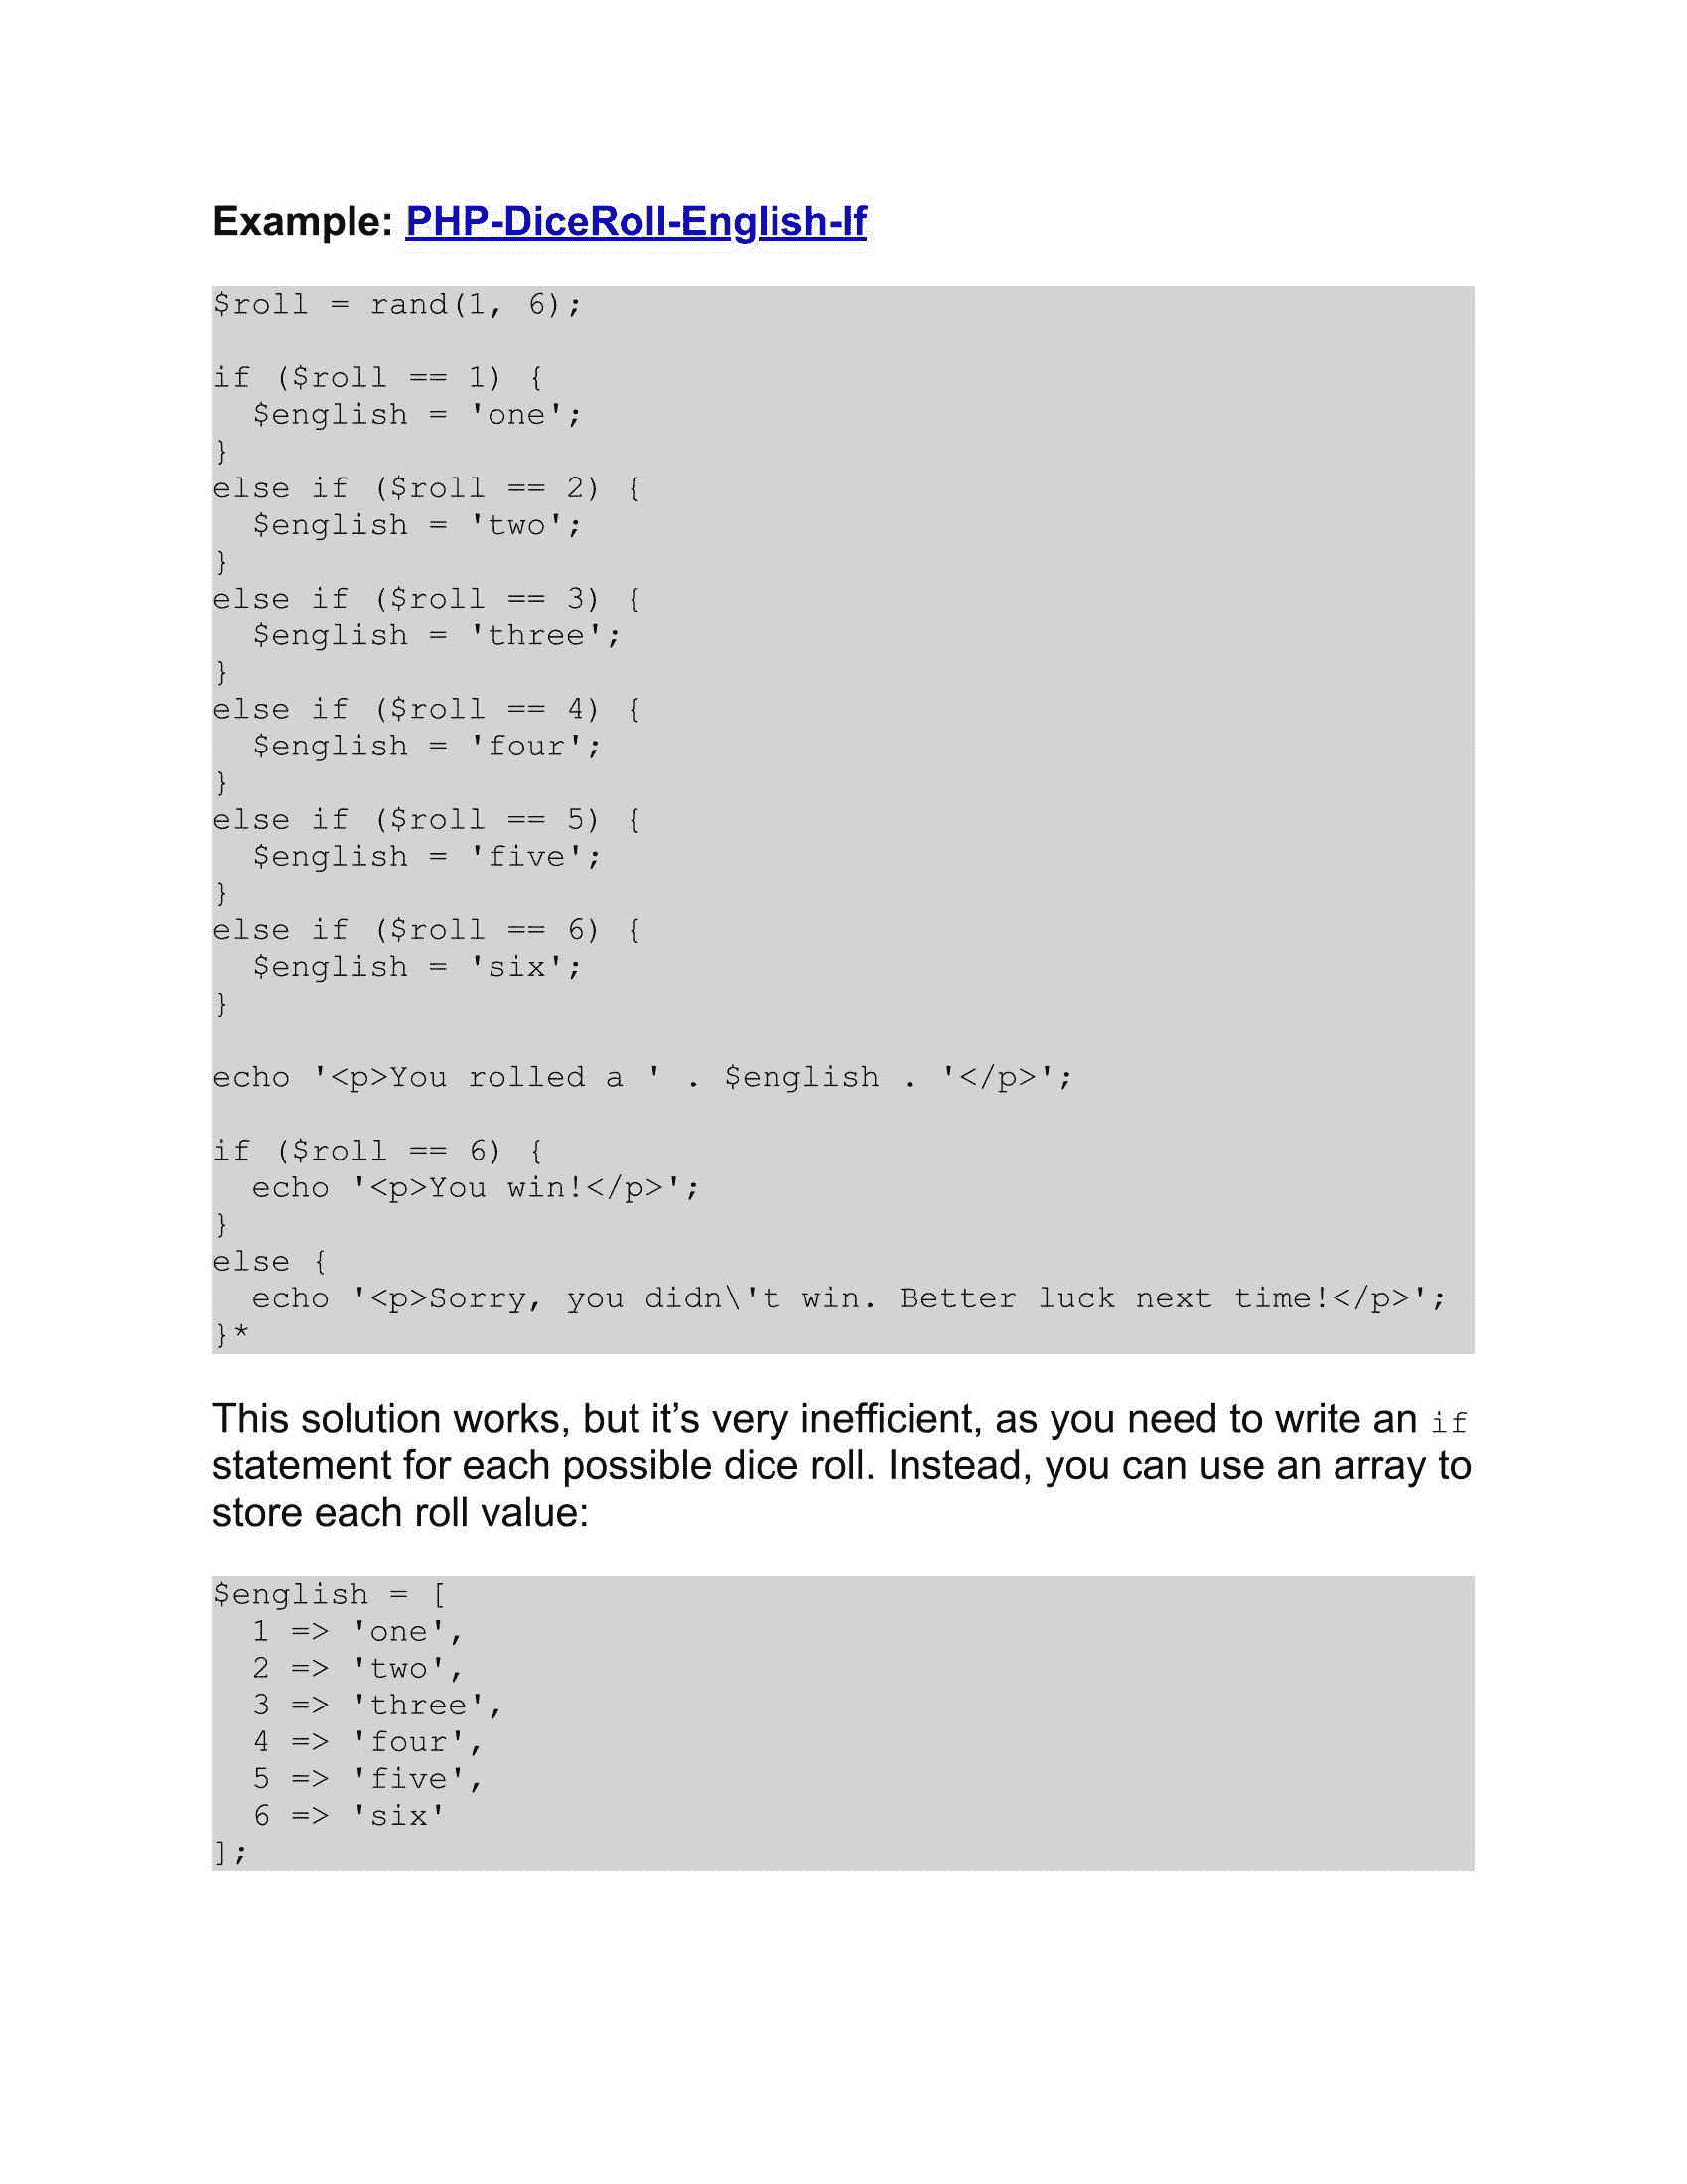 Example: PHP-DiceRoll-English-If
$roll = rand(1, 6);
if ($roll == 1) {
  $english = 'one';
}
else if ($roll == 2) {
  $english = 'two';
}
else if ($roll == 3) {
  $english = 'three';
}
else if ($roll == 4) {
  $english = 'four';
}
else if ($roll == 5) {
  $english = 'five';
}
else if ($roll == 6) {
  $english = 'six';
}
echo '<p>You rolled a ' . $english . '</p>';
if ($roll == 6) {
  echo '<p>You win!</p>';
}
else {
  echo '<p>Sorry, you didn\'t win. Better luck next time!</p>';
}*
This solution works, but it’s very inefficient, as you need to write an if
statement for each possible dice roll. Instead, you can use an array to
store each roll value:
$english = [
  1 => 'one',
  2 => 'two',
  3 => 'three',
  4 => 'four',
  5 => 'five',
  6 => 'six'
];